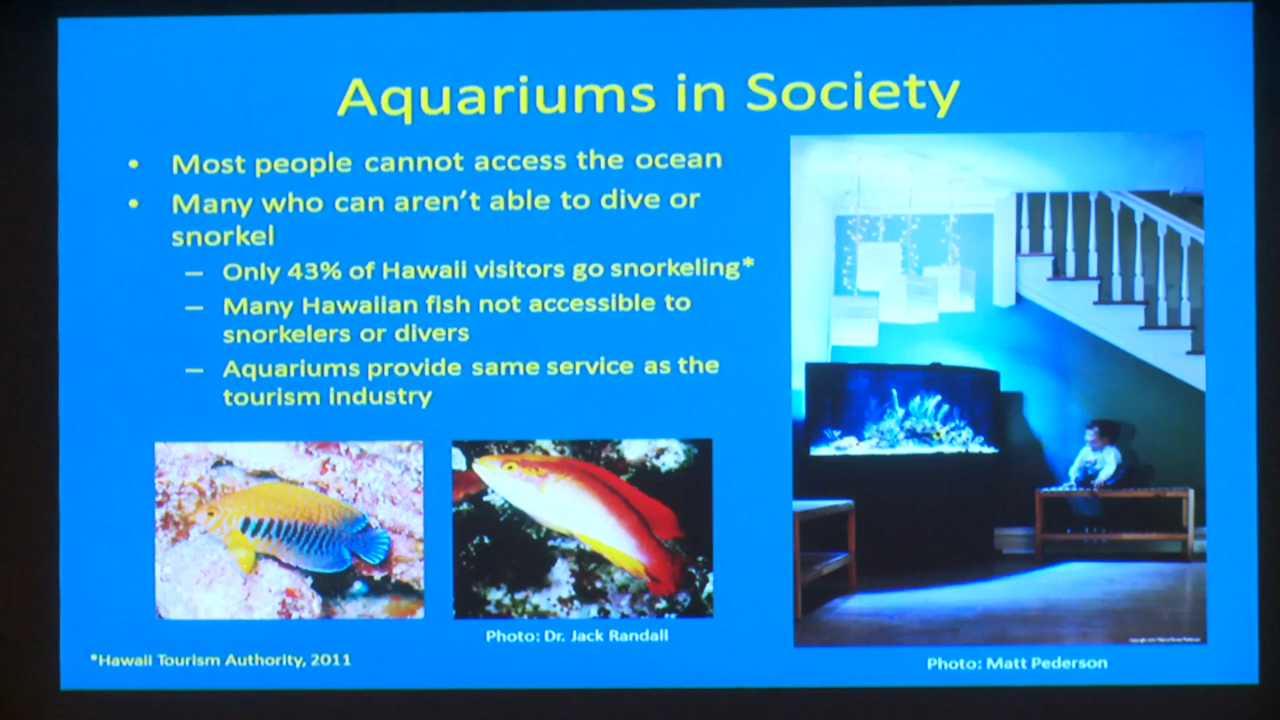 Aquariums in Society
• Most people cannot access the ocean
• Many who can aren't able to dive or
snorkel
– Only 43% of Hawaii visitors go snorkeling*
– Many Hawaiian fish not accessible to
snorkelers or divers
– Aquariums provide same service as the
tourism industry
Photo: Dr. Jack Randall
*Hawaii Tourism Authority, 2011
Photo: Matt Pederson